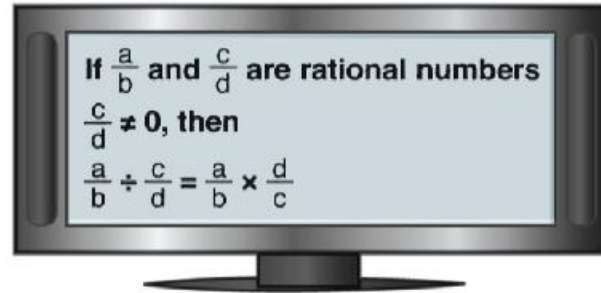 If a/b and c/d are rational numbers
c/d ≠ 0, then
a/b ÷ c/d = a/b × d/c